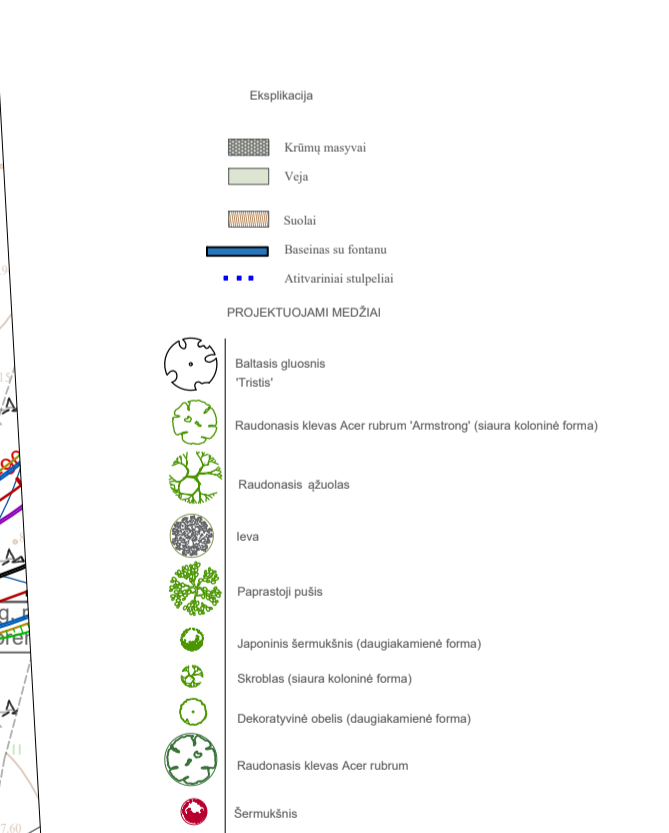 Eksplikacija
Krūmų masyvai
Veja
Suolai
Baseinas su fontanu
Atitvariniai stulpeliai
PROJEKTUOJAMI MEDŽIAI
Baltasis gluosnis
'Tristis'
Raudonasis klevas Acer rubrum 'Armstrong' (siaura koloninė forma)
Raudonasis ąžuolas
Ieva
Paprastoji pušis
Japoninis šermukšnis (daugiakamienė forma)
Skroblas (siaura koloninė forma)
Dekoratyvinė obelis (daugiakamienė forma)
Raudonasis klevas Acer rubrum
Šermukšnis
7.60